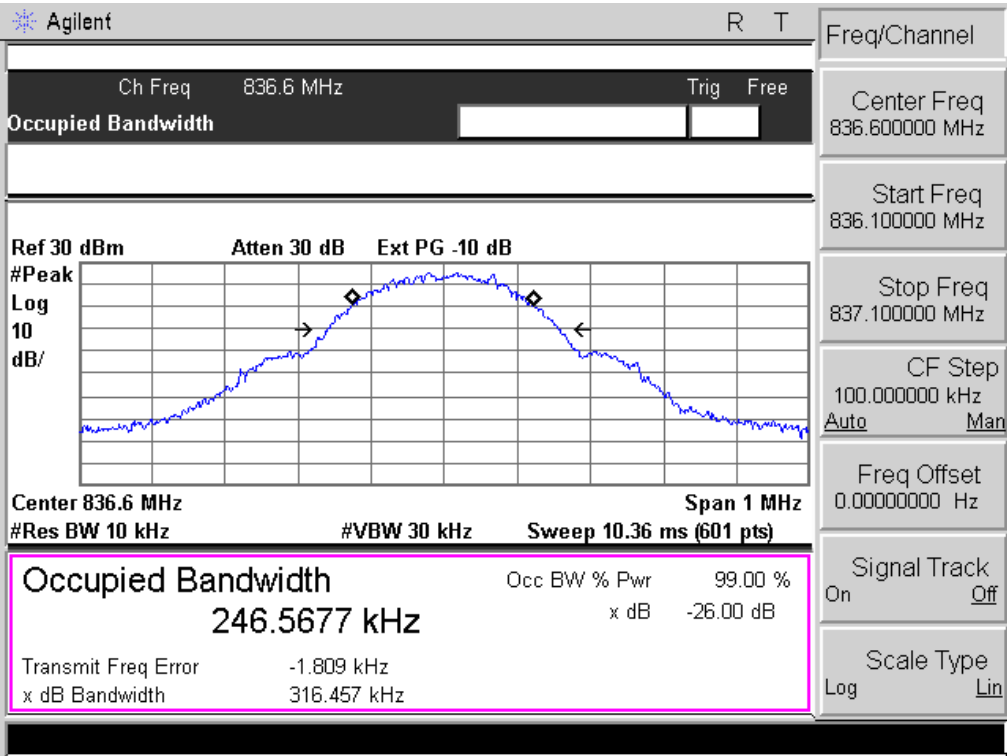 Agilent R T
Ch Freq 836.6 MHz Trig Free
Occupied Bandwidth
Ref 30 dBm Atten 30 dB Ext PG -10 dB
#Peak
Log
10
dB/
Center 836.6 MHz Span 1 MHz
#Res BW 10 kHz #VBW 30 kHz Sweep 10.36 ms (601 pts)
Occupied Bandwidth Occ BW % Pwr 99.00 %
246.5677 kHz x dB -26.00 dB
Transmit Freq Error -1.809 kHz
x dB Bandwidth 316.457 kHz
Freq/Channel
Center Freq
836.600000 MHz
Start Freq
836.100000 MHz
Stop Freq
837.100000 MHz
CF Step
100.000000 kHz
Auto Man
Freq Offset
0.00000000 Hz
Signal Track
On Off
Scale Type
Log Lin